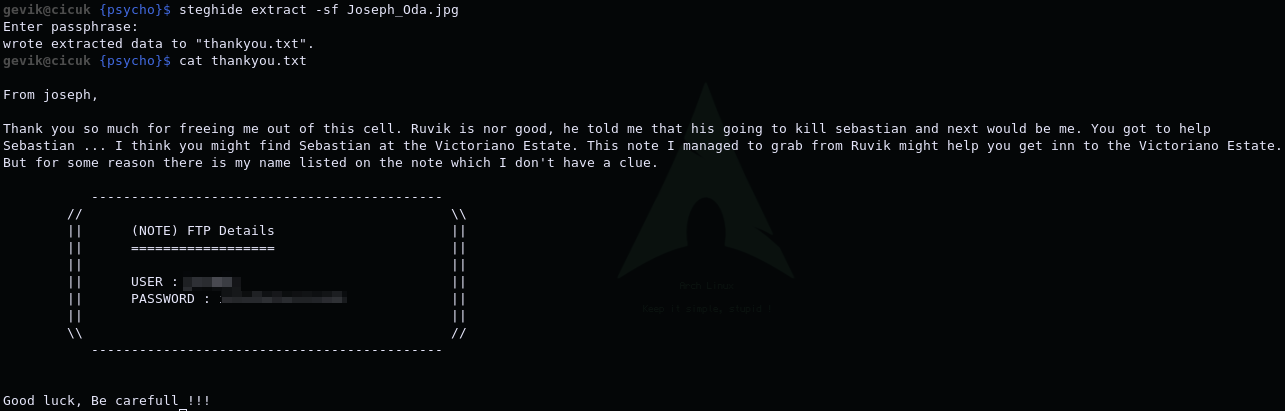 gevik@cicuk {psycho}$ steghide extract -sf Joseph_Oda.jpg
Enter passphrase:
wrote extracted data to "thankyou.txt".
gevik@cicuk {psycho}$ cat thankyou.txt
From joseph,
Thank you so much for freeing me out of this cell. Ruvik is nor good, he told me that his going to kill sebastian and next would be me. You got to help
Sebastian ... I think you might find Sebastian at the Victoriano Estate. This note I managed to grab from Ruvik might help you get inn to the Victoriano Estate.
But for some reason there is my name listed on the note which I don't have a clue.
--------------------------------------------
// \\
|| (NOTE) FTP Details ||
|| ================== ||
|| ||
|| USER : ||
|| PASSWORD : ||
|| ||
\\ //
--------------------------------------------
Good luck, Be carefull !!!
Arch Linux
Keep it simple, stupid !